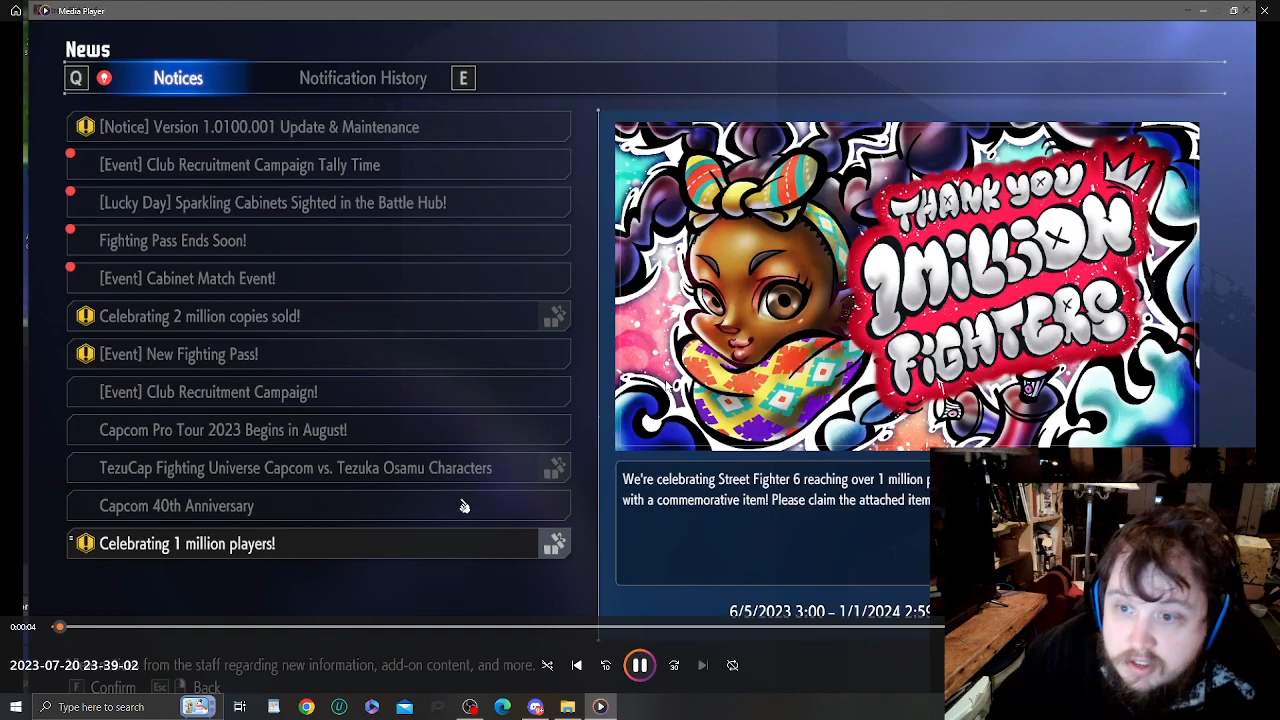 Media Player
News
Q Notices Notification History E
[Notice] Version 1.0100.001 Update & Maintenance
[Event] Club Recruitment Campaign Tally Time
[Lucky Day] Sparkling Cabinets Sighted in the Battle Hub!
Fighting Pass Ends Soon!
[Event] Cabinet Match Event!
Celebrating 2 million copies sold!
[Event] New Fighting Pass!
[Event] Club Recruitment Campaign!
Capcom Pro Tour 2023 Begins in August!
TezuCap Fighting Universe Capcom vs. Tezuka Osamu Characters
Capcom 40th Anniversary
Celebrating 1 million players!
THANK YOU
1 MILLION
FIGHTERS
We're celebrating Street Fighter 6 reaching over 1 million
with a commemorative item! Please claim the attached item
6/5/2023 3:00 – 1/1/2024 2:59
0:00:04
2023-07-20 23-39-02
from the staff regarding new information, add-on content, and more.
F Confirm Esc Back
Type here to search